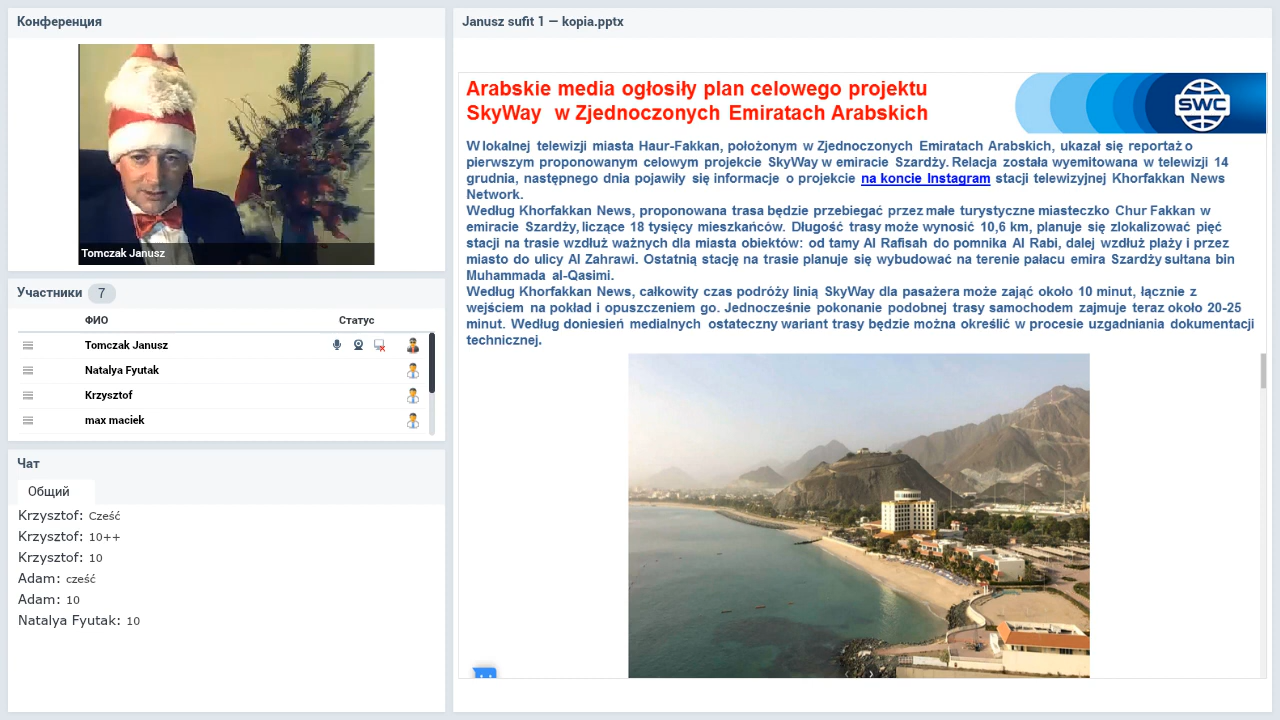 Конференция
Tomczak Janusz
Участники 7
ФИО Статус
Tomczak Janusz
Natalya Fyutak
Krzysztof
max maciek
Чат
Общий
Krzysztof: Cześć
Krzysztof: 10++
Krzysztof: 10
Adam: cześć
Adam: 10
Natalya Fyutak: 10
Janusz sufit 1 — kopia.pptx
Arabskie media ogłosiły plan celowego projektu
SkyWay w Zjednoczonych Emiratach Arabskich
SWC
W lokalnej telewizji miasta Haur-Fakkan, położonym w Zjednoczonych Emiratach Arabskich, ukazał się reportaż o
pierwszym proponowanym celowym projekcie SkyWay w emiracie Szardży. Relacja została wyemitowana w telewizji 14
grudnia, następnego dnia pojawiły się informacje o projekcie na koncie Instagram stacji telewizyjnej Khorfakkan News
Network.
Według Khorfakkan News, proponowana trasa będzie przebiegać przez małe turystyczne miasteczko Chur Fakkan w
emiracie Szardży, liczące 18 tysięcy mieszkańców. Długość trasy może wynosić 10,6 km, planuje się zlokalizować pięć
stacji na trasie wzdłuż ważnych dla miasta obiektów: od tamy Al Rafisah do pomnika Al Rabi, dalej wzdłuż plaży i przez
miasto do ulicy Al Zahrawi. Ostatnią stację na trasie planuje się wybudować na terenie pałacu emira Szardży sułtana bin
Muhammada al-Qasimi.
Według Khorfakkan News, całkowity czas podróży linią SkyWay dla pasażera może zająć około 10 minut, łącznie z
wejściem na pokład i opuszczeniem go. Jednocześnie pokonanie podobnej trasy samochodem zajmuje teraz około 20-25
minut. Według doniesień medialnych ostateczny wariant trasy będzie można określić w procesie uzgadniania dokumentacji
technicznej.